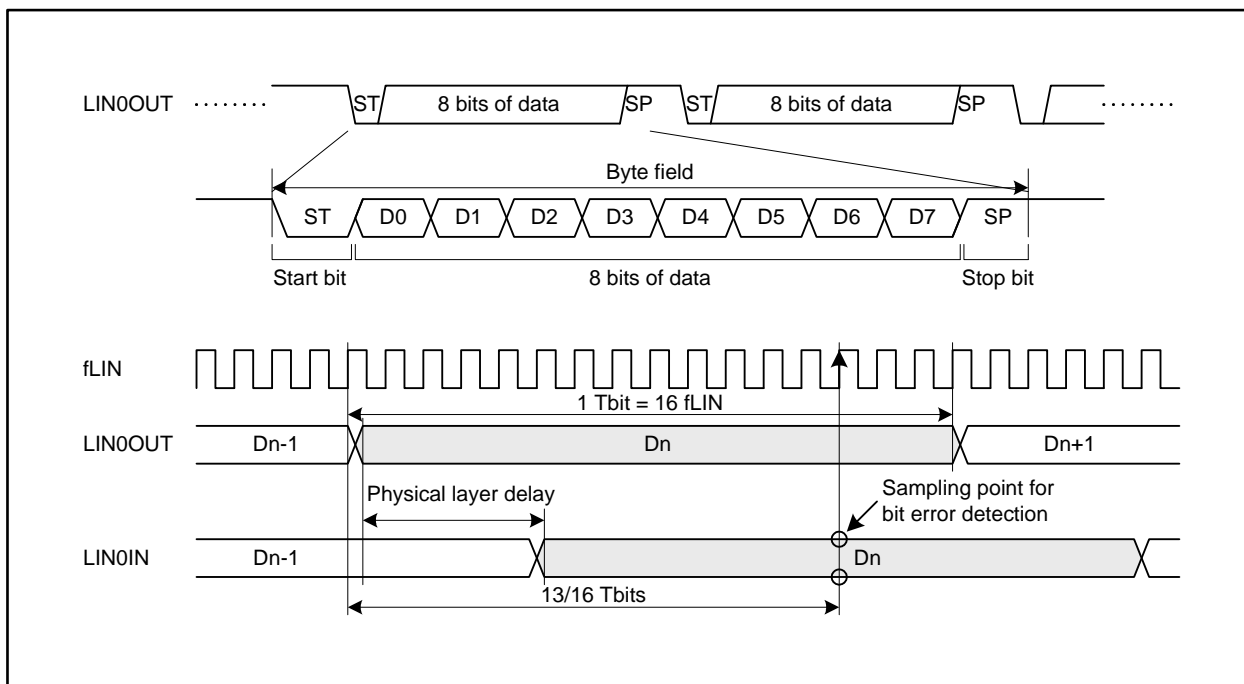 LIN0OUT ········ ST 8 bits of data SP ST 8 bits of data SP ········
Byte field
ST D0 D1 D2 D3 D4 D5 D6 D7 SP
Start bit 8 bits of data Stop bit
fLIN
1 Tbit = 16 fLIN
LIN0OUT Dn-1 Dn Dn+1
Physical layer delay
Sampling point for
bit error detection
LIN0IN Dn-1 Dn
13/16 Tbits